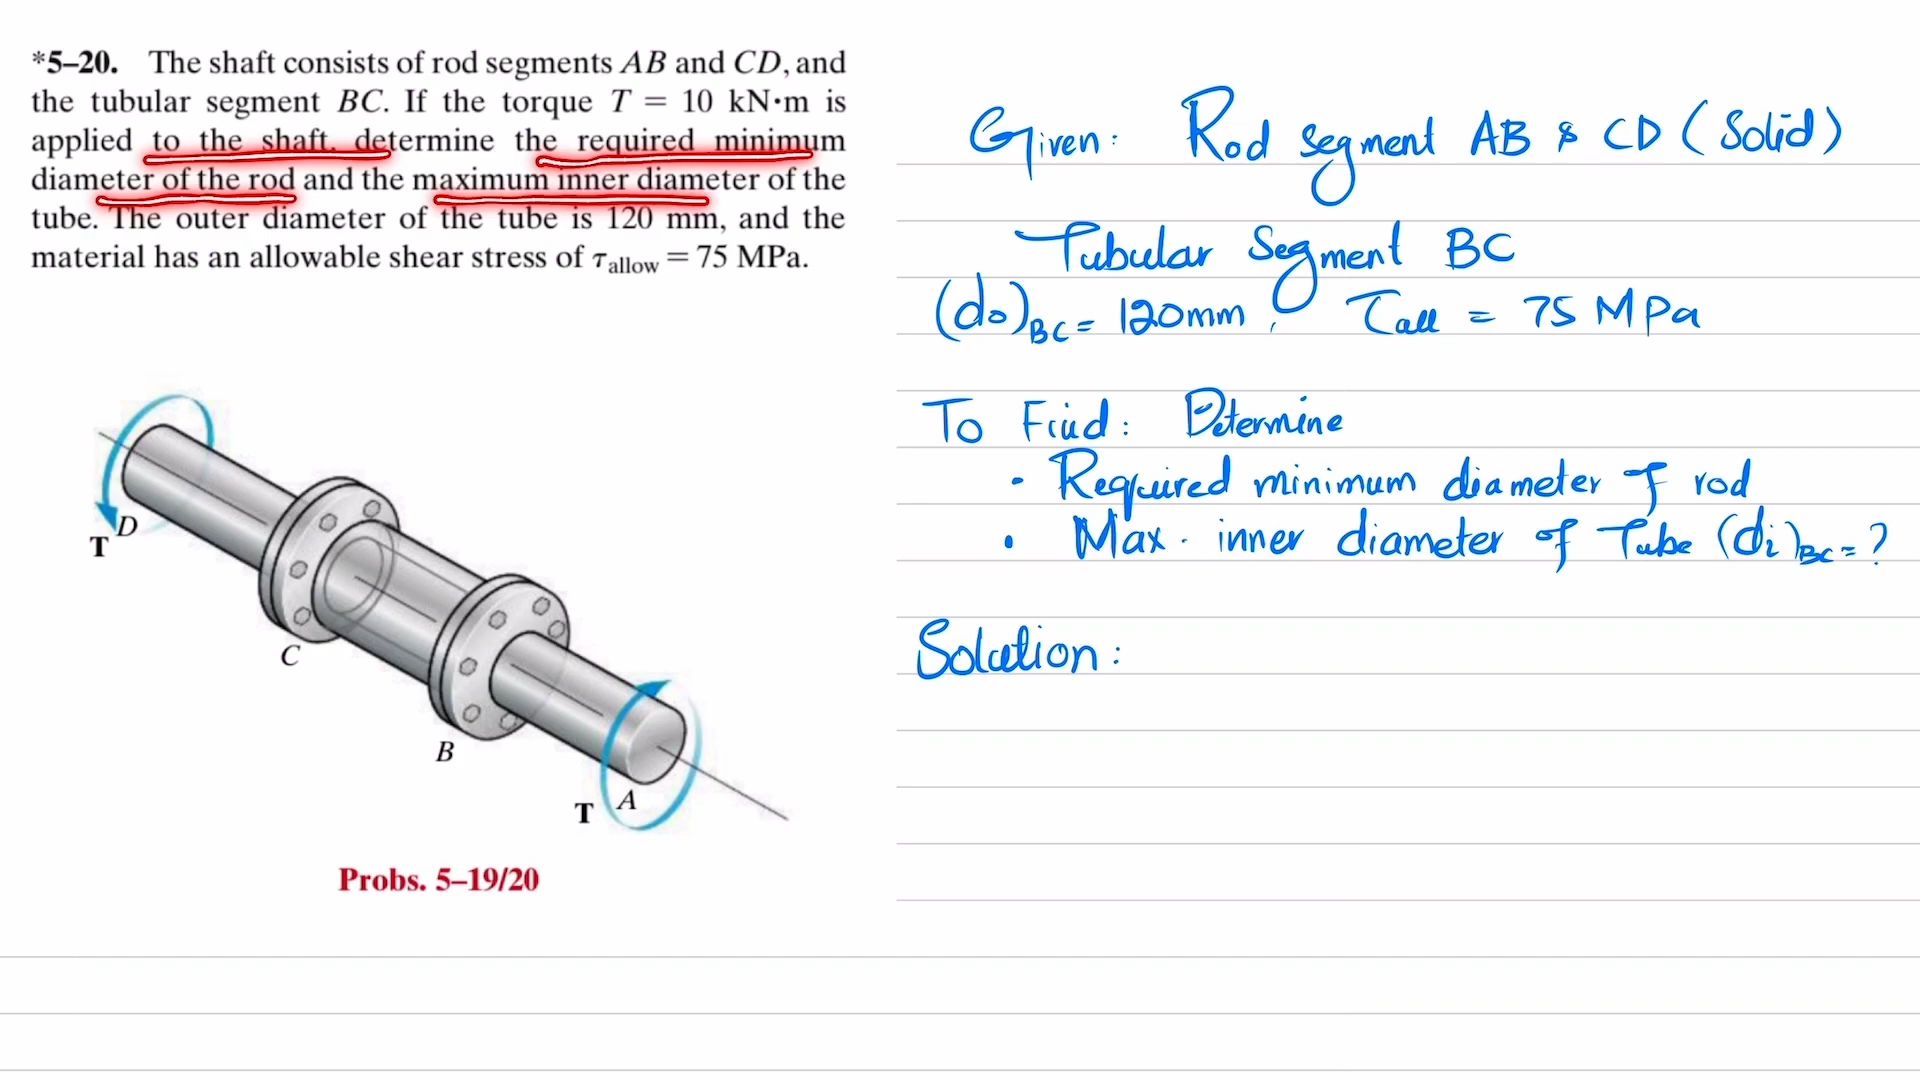 *5–20. The shaft consists of rod segments AB and CD, and
the tubular segment BC. If the torque T = 10 kN·m is
applied to the shaft, determine the required minimum
diameter of the rod and the maximum inner diameter of the
tube. The outer diameter of the tube is 120 mm, and the
material has an allowable shear stress of τallow = 75 MPa.
D
T
C
B
T
A
Probs. 5–19/20
Given: Rod segment AB & CD (Solid)
Tubular Segment BC
(do)BC = 120mm, τall = 75 MPa
To Find: Determine
• Required minimum diameter of rod
• Max. inner diameter of Tube (di)BC = ?
Solution: